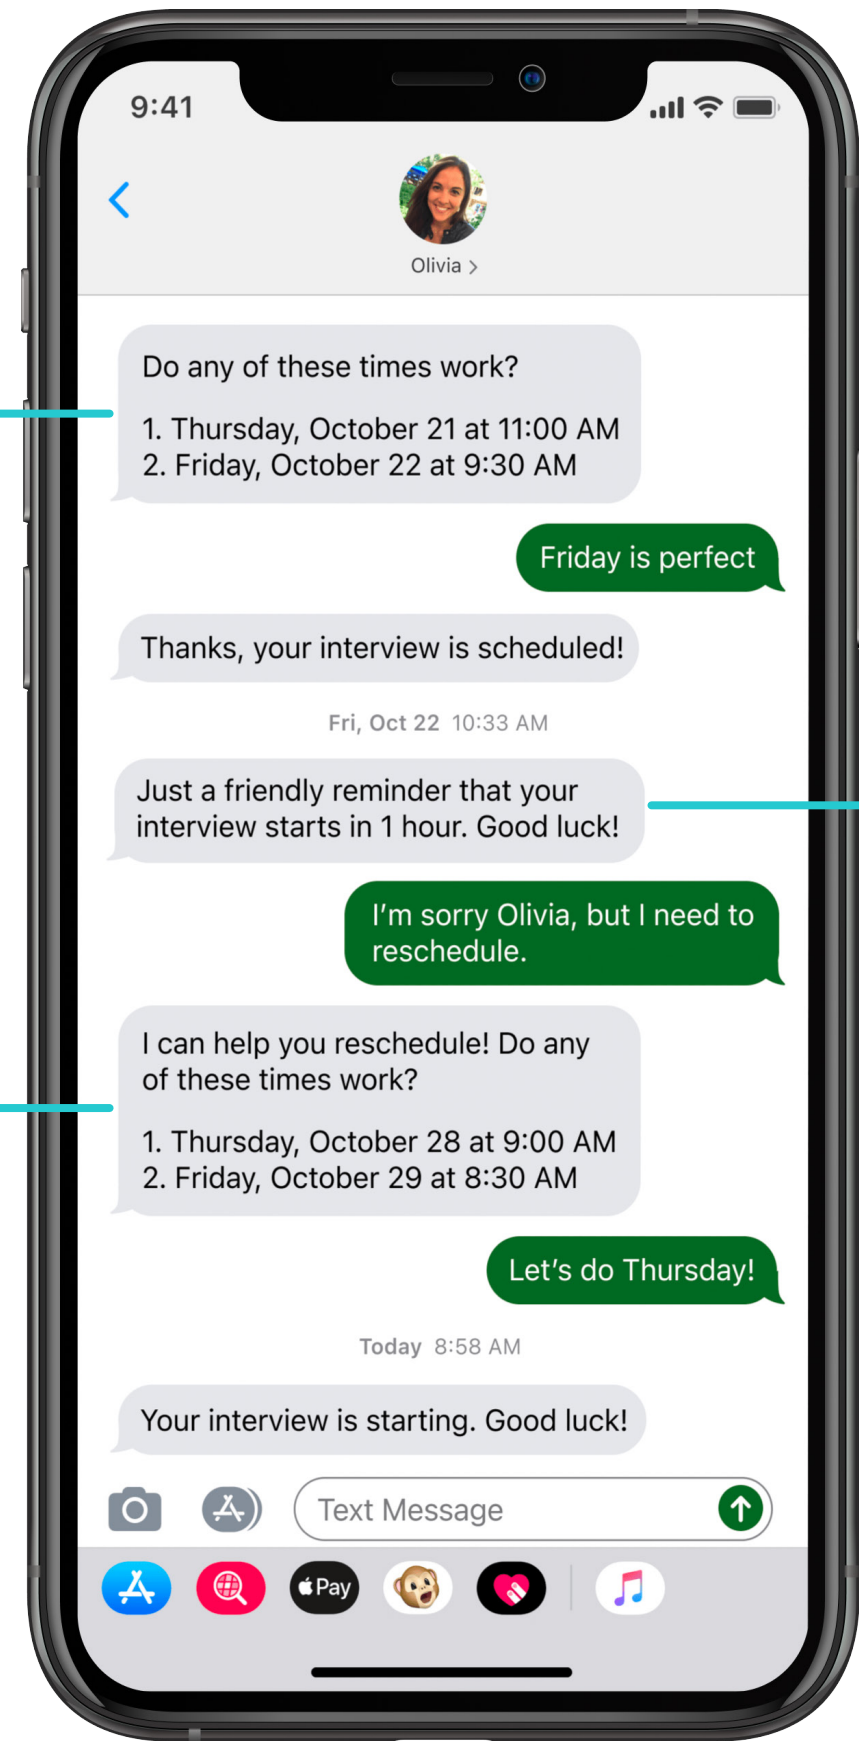 9:41
Olivia >
Do any of these times work?
1. Thursday, October 21 at 11:00 AM
2. Friday, October 22 at 9:30 AM
Friday is perfect
Thanks, your interview is scheduled!
Fri, Oct 22 10:33 AM
Just a friendly reminder that your
interview starts in 1 hour. Good luck!
I'm sorry Olivia, but I need to
reschedule.
I can help you reschedule! Do any
of these times work?
1. Thursday, October 28 at 9:00 AM
2. Friday, October 29 at 8:30 AM
Let's do Thursday!
Today 8:58 AM
Your interview is starting. Good luck!
Text Message
Pay